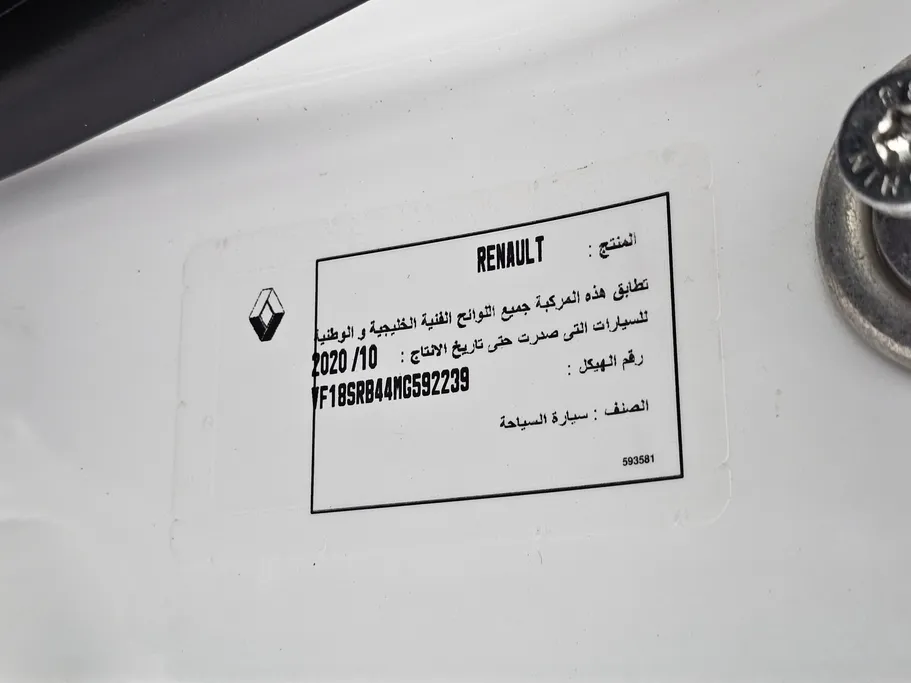 المنتج : RENAULT
تطابق هذه المركبة جميع اللوائح الفنية الخليجية و الوطنية
للسيارات التى صدرت حتى تاريخ الانتاج : 2020/10
رقم الهيكل :
VF18SRB44MG592239
الصنف : سيارة السياحة
593581